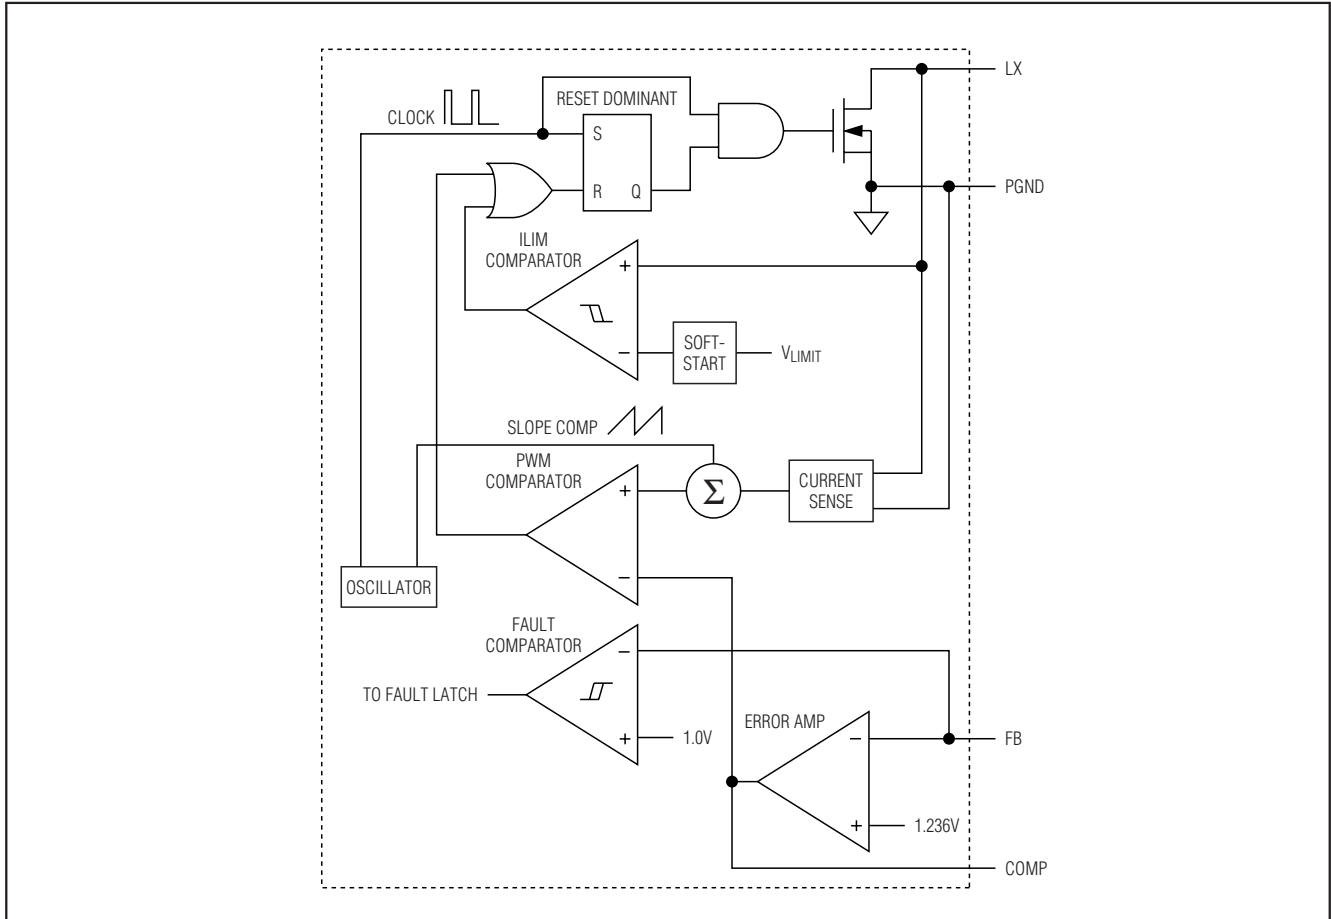 LX
RESET DOMINANT
CLOCK
S
R
Q
PGND
ILIM
COMPARATOR
+
−
SOFT-
START
VLIMIT
SLOPE COMP
PWM
COMPARATOR
+
−
Σ
CURRENT
SENSE
OSCILLATOR
FAULT
COMPARATOR
−
+
TO FAULT LATCH
1.0V
ERROR AMP
−
+
FB
1.236V
COMP